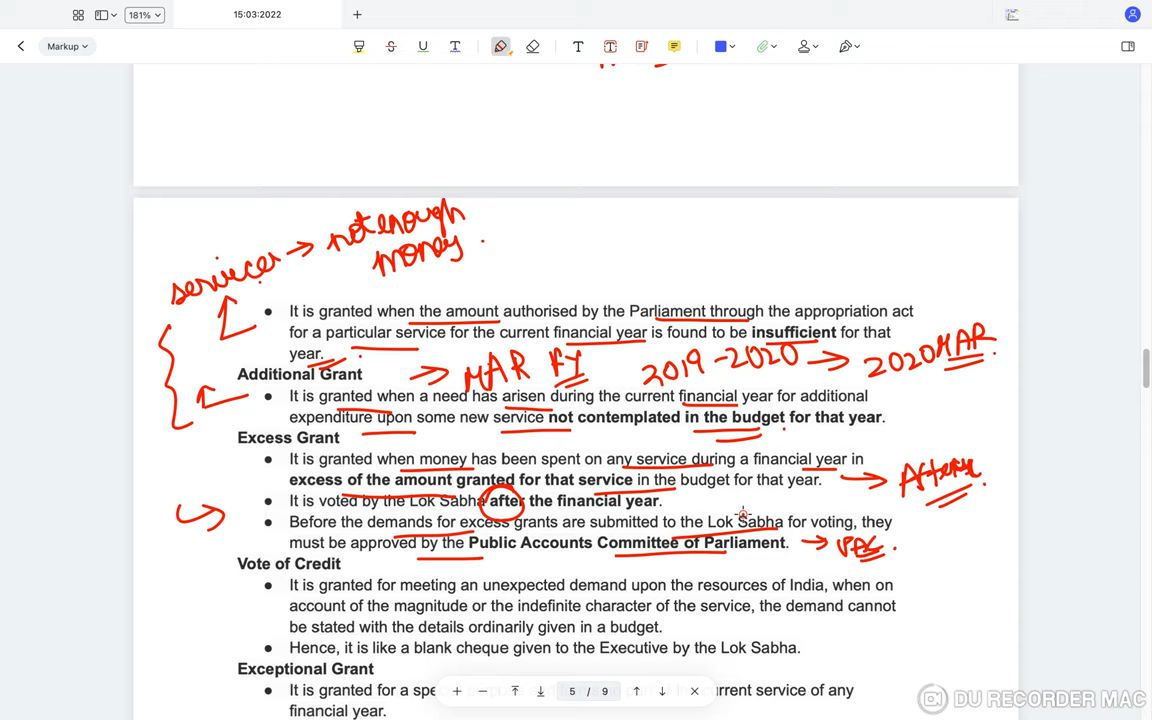 181%
15:03:2022
Markup
services → not enough
money.
● It is granted when the amount authorised by the Parliament through the appropriation act
for a particular service for the current financial year is found to be insufficient for that
year.
Additional Grant
→ MAR FY 2019-2020 → 2020 MAR
● It is granted when a need has arisen during the current financial year for additional
expenditure upon some new service not contemplated in the budget for that year.
Excess Grant
● It is granted when money has been spent on any service during a financial year in
excess of the amount granted for that service in the budget for that year. →
● It is voted by the Lok Sabha after the financial year.
● Before the demands for excess grants are submitted to the Lok Sabha for voting, they
must be approved by the Public Accounts Committee of Parliament. → PAC.
Vote of Credit
● It is granted for meeting an unexpected demand upon the resources of India, when on
account of the magnitude or the indefinite character of the service, the demand cannot
be stated with the details ordinarily given in a budget.
● Hence, it is like a blank cheque given to the Executive by the Lok Sabha.
Exceptional Grant
● It is granted for a special current service of any
financial year.
5 / 9
DU RECORDER MAC